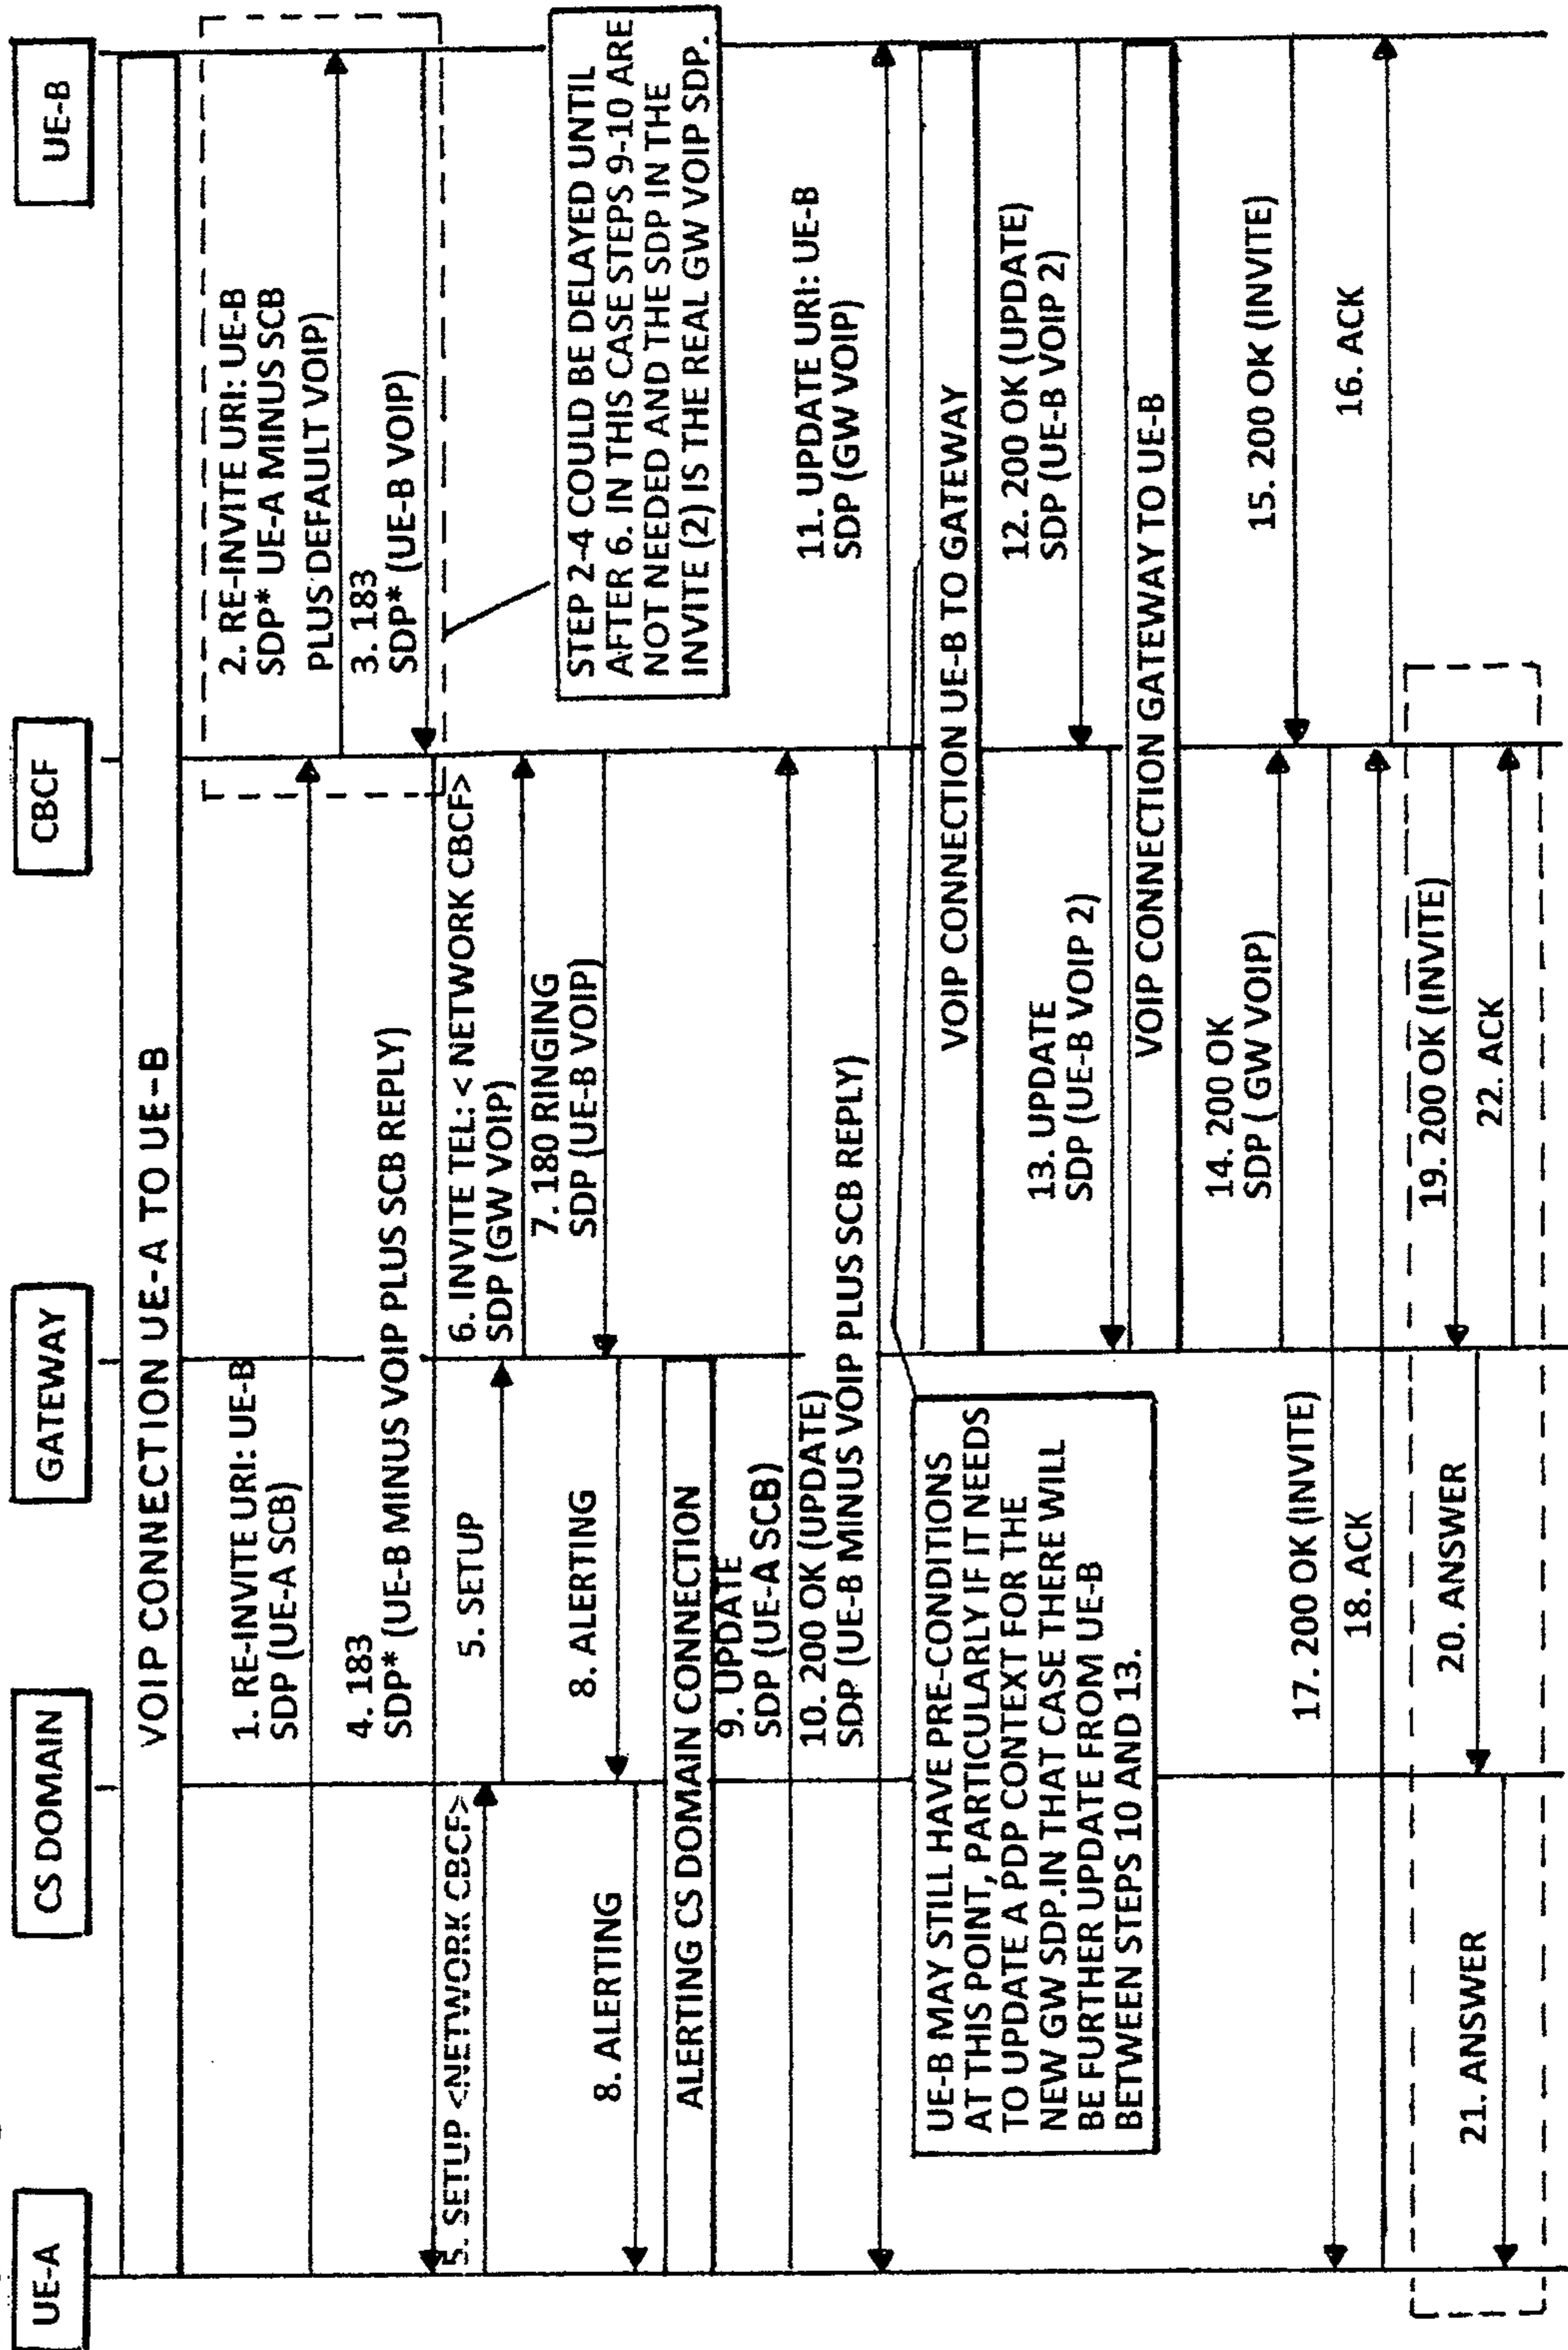 UE-A
CS DOMAIN
GATEWAY
CBCF
UE-B
VOIP CONNECTION UE-A TO UE-B
1. RE-INVITE URI: UE-B
SDP (UE-A SCB)
2. RE-INVITE URI: UE-B
SDP* UE-A MINUS SCB
PLUS DEFAULT VOIP)
3. 183
SDP* (UE-B VOIP)
4. 183
SDP* (UE-B MINUS VOIP PLUS SCB REPLY)
5. SETUP <NETWORK CBCF>
5. SETUP
6. INVITE TEL: < NETWORK CBCF>
SDP (GW VOIP)
STEP 2-4 COULD BE DELAYED UNTIL
AFTER 6. IN THIS CASE STEPS 9-10 ARE
NOT NEEDED AND THE SDP IN THE
INVITE (2) IS THE REAL GW VOIP SDP.
7. 180 RINGING
SDP (UE-B VOIP)
8. ALERTING
8. ALERTING
ALERTING CS DOMAIN CONNECTION
9. UPDATE
SDP (UE-A SCB)
10. 200 OK (UPDATE)
SDP (UE-B MINUS VOIP PLUS SCB REPLY)
11. UPDATE URI: UE-B
SDP (GW VOIP)
VOIP CONNECTION UE-B TO GATEWAY
UE-B MAY STILL HAVE PRE-CONDITIONS
AT THIS POINT, PARTICULARLY IF IT NEEDS
TO UPDATE A PDP CONTEXT FOR THE
NEW GW SDP.IN THAT CASE THERE WILL
BE FURTHER UPDATE FROM UE-B
BETWEEN STEPS 10 AND 13.
12. 200 OK (UPDATE)
SDP (UE-B VOIP 2)
13. UPDATE
SDP (UE-B VOIP 2)
VOIP CONNECTION GATEWAY TO UE-B
14. 200 OK
SDP ( GW VOIP)
15. 200 OK (INVITE)
16. ACK
17. 200 OK (INVITE)
18. ACK
19. 200 OK (INVITE)
20. ANSWER
21. ANSWER
22. ACK